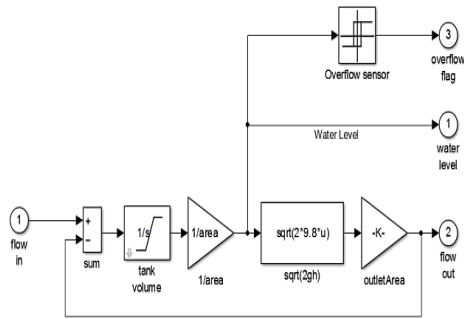 3
Overflow sensor
overflow
flag
1
Water Level
water
level
1
flow
in
+
−
sum
1/s
tank
volume
1/area
1/area
sqrt(2*9.8*u)
sqrt(2gh)
-K-
outletArea
2
flow
out